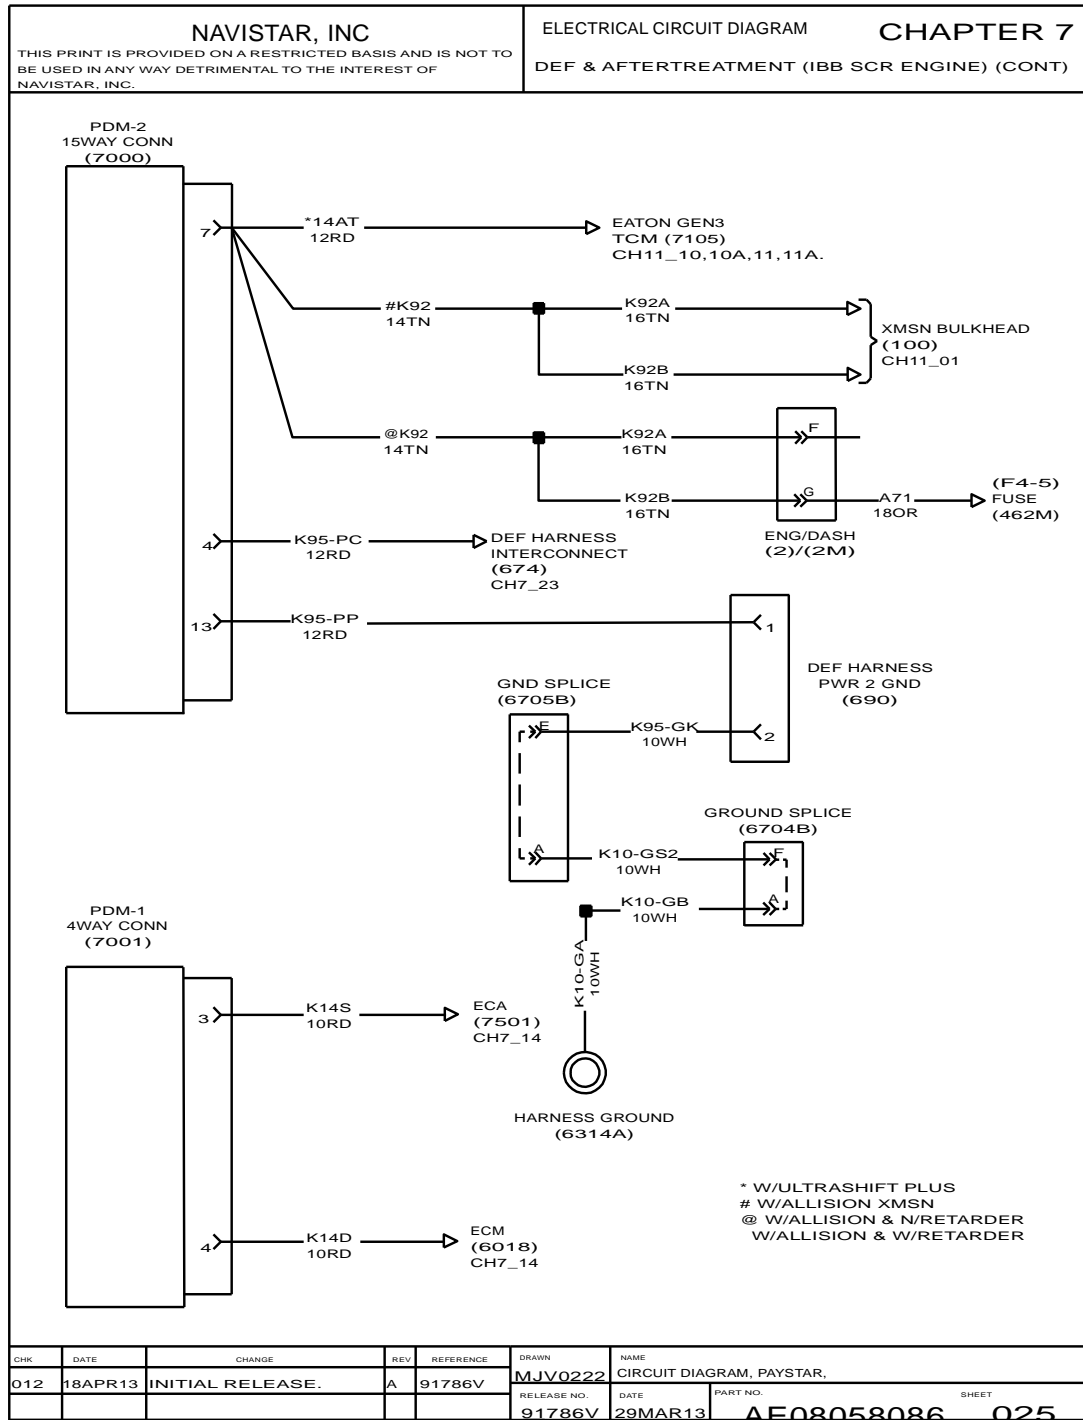 NAVISTAR, INC
THIS PRINT IS PROVIDED ON A RESTRICTED BASIS AND IS NOT TO
BE USED IN ANY WAY DETRIMENTAL TO THE INTEREST OF
NAVISTAR, INC.
ELECTRICAL CIRCUIT DIAGRAM
CHAPTER 7
DEF & AFTERTREATMENT (IBB SCR ENGINE) (CONT)
PDM-2
15WAY CONN
(7000)
7
*14AT
12RD
EATON GEN3
TCM (7105)
CH11_10,10A,11,11A.
#K92
14TN
K92A
16TN
K92B
16TN
XMSN BULKHEAD
(100)
CH11_01
@K92
14TN
K92A
16TN
F
K92B
16TN
G
A71
18OR
(F4-5)
FUSE
(462M)
ENG/DASH
(2)/(2M)
4
K95-PC
12RD
DEF HARNESS
INTERCONNECT
(674)
CH7_23
13
K95-PP
12RD
1
DEF HARNESS
PWR 2 GND
(690)
GND SPLICE
(6705B)
E
K95-GK
10WH
2
GROUND SPLICE
(6704B)
A
K10-GS2
10WH
F
K10-GB
10WH
A
K10-GA
10WH
HARNESS GROUND
(6314A)
PDM-1
4WAY CONN
(7001)
3
K14S
10RD
ECA
(7501)
CH7_14
4
K14D
10RD
ECM
(6018)
CH7_14
* W/ULTRASHIFT PLUS
# W/ALLISION XMSN
@ W/ALLISION & N/RETARDER
W/ALLISION & W/RETARDER
CHK DATE CHANGE REV REFERENCE
012 18APR13 INITIAL RELEASE. A 91786V
DRAWN
MJV0222
NAME
CIRCUIT DIAGRAM, PAYSTAR,
RELEASE NO.
91786V
DATE
29MAR13
PART NO.
AE08058086
SHEET
025